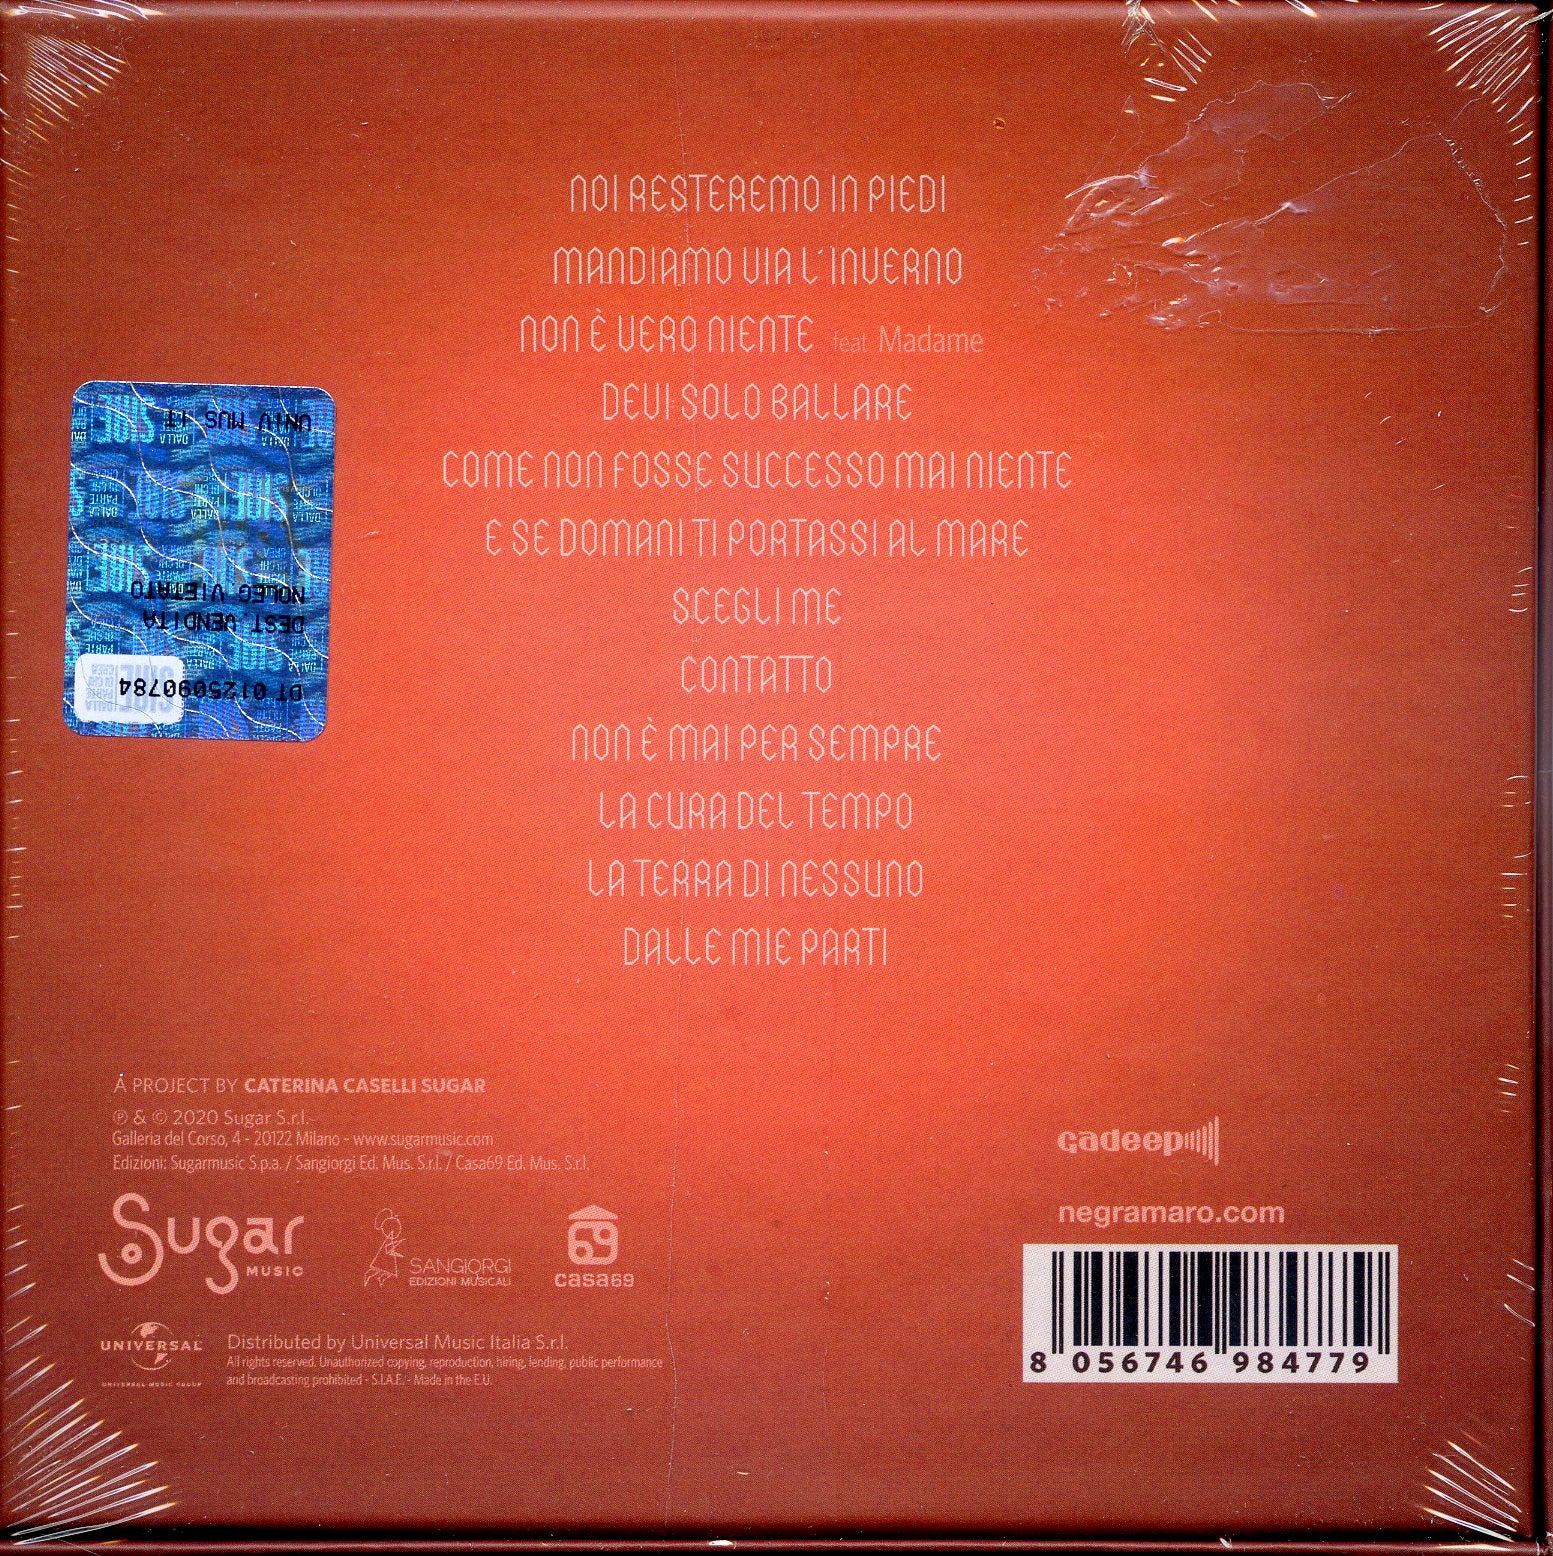 NOI RESTEREMO IN PIEDI
MANDIAMO VIA L'INVERNO
NON È VERO NIENTE feat Madame
DEVI SOLO BALLARE
COME NON FOSSE SUCCESSO MAI NIENTE
E SE DOMANI TI PORTASSI AL MARE
SCEGLI ME
CONTATTO
NON È MAI PER SEMPRE
LA CURA DEL TEMPO
LA TERRA DI NESSUNO
DALLE MIE PARTI
UNIV MUS IT
NOLEG VIETATO
DEST VENDITA
DT 0125090784
SIAE
A PROJECT BY CATERINA CASELLI SUGAR
℗ & © 2020 Sugar S.r.l.
Galleria del Corso, 4 - 20122 Milano - www.sugarmusic.com
Edizioni: Sugarmusic S.p.a. / Sangiorgi Ed. Mus. S.r.l. / Casa69 Ed. Mus. S.r.l.
Sugar
MUSIC
SANGIORGI
EDIZIONI MUSICALI
69
casa69
UNIVERSAL
UNIVERSAL MUSIC GROUP
Distributed by Universal Music Italia S.r.l.
All rights reserved. Unauthorized copying, reproduction, hiring, lending, public performance
and broadcasting prohibited - S.I.A.E. - Made in the E.U.
cadeep
negramaro.com
8 056746 984779